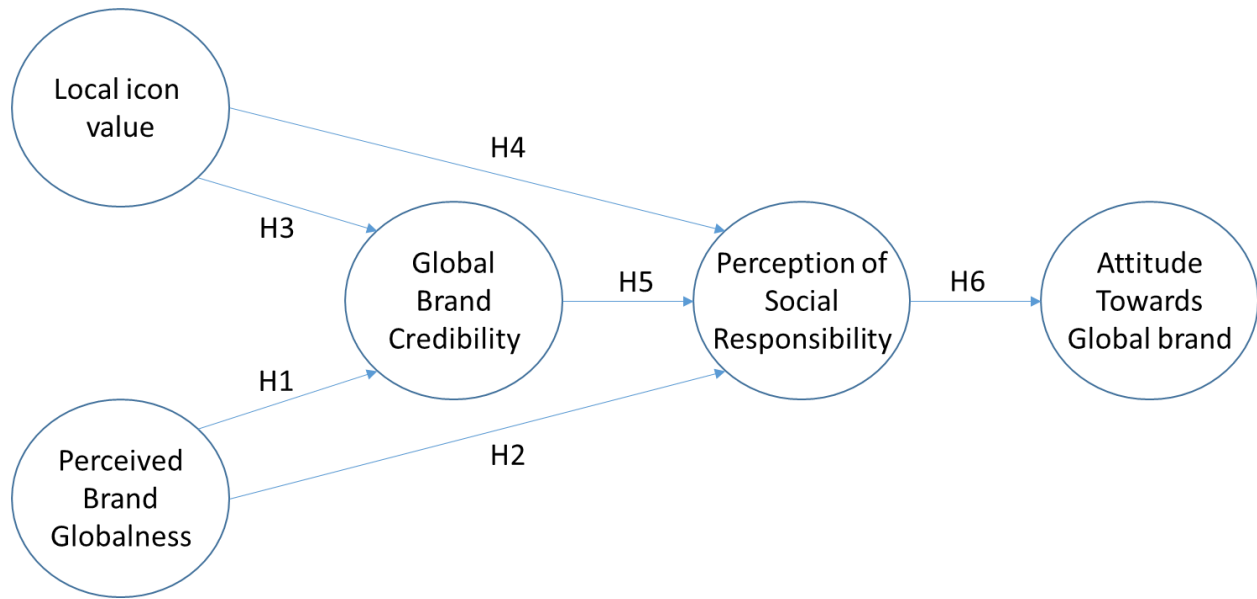 Local icon
value
H4
H3
Global
Brand
Credibility
H5
Perception of
Social
Responsibility
H6
Attitude
Towards
Global brand
H1
H2
Perceived
Brand
Globalness